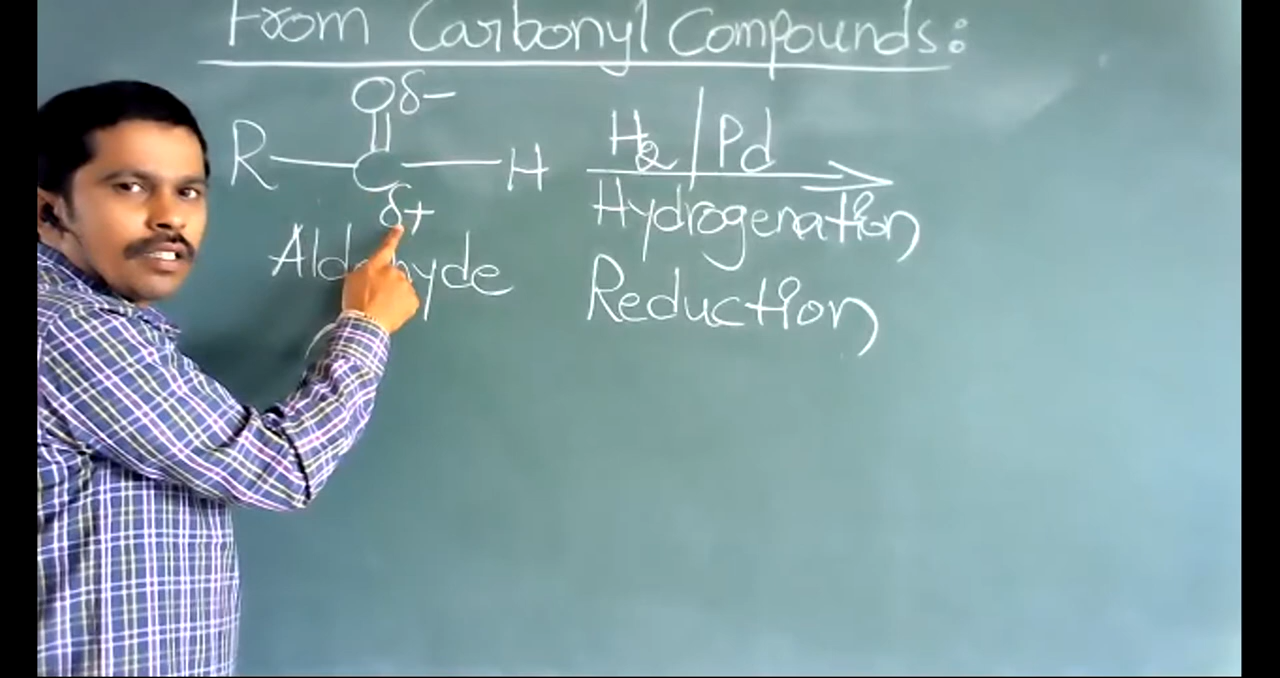 From Carbonyl Compounds:
Oδ-
R—C—H H2/Pd
δ+ Hydrogenation
Aldehyde Reduction